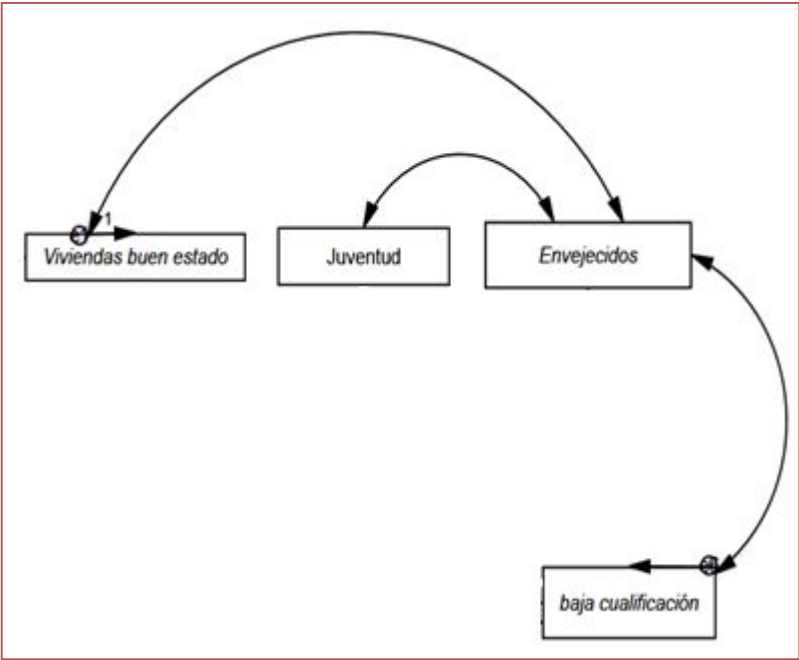 1
Viviendas buen estado
Juventud
Envejecidos
baja cualificación